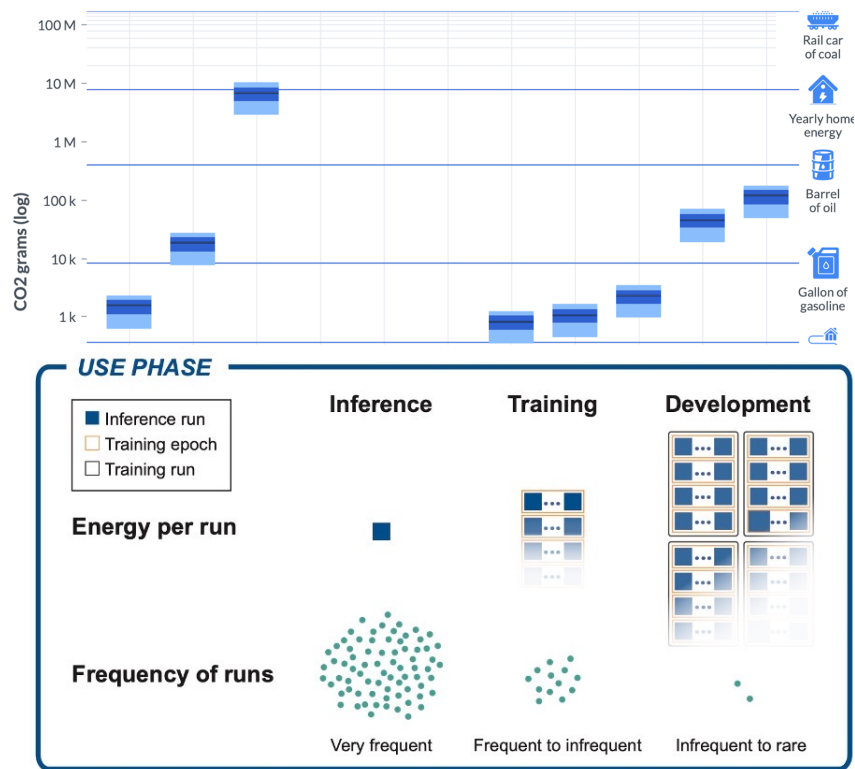 100 M
10 M
1 M
100 k
10 k
1 k
CO2 grams (log)
Rail car
of coal
Yearly home
energy
Barrel
of oil
Gallon of
gasoline
USE PHASE
Inference run
Training epoch
Training run
Inference
Training
Development
Energy per run
Frequency of runs
Very frequent
Frequent to infrequent
Infrequent to rare